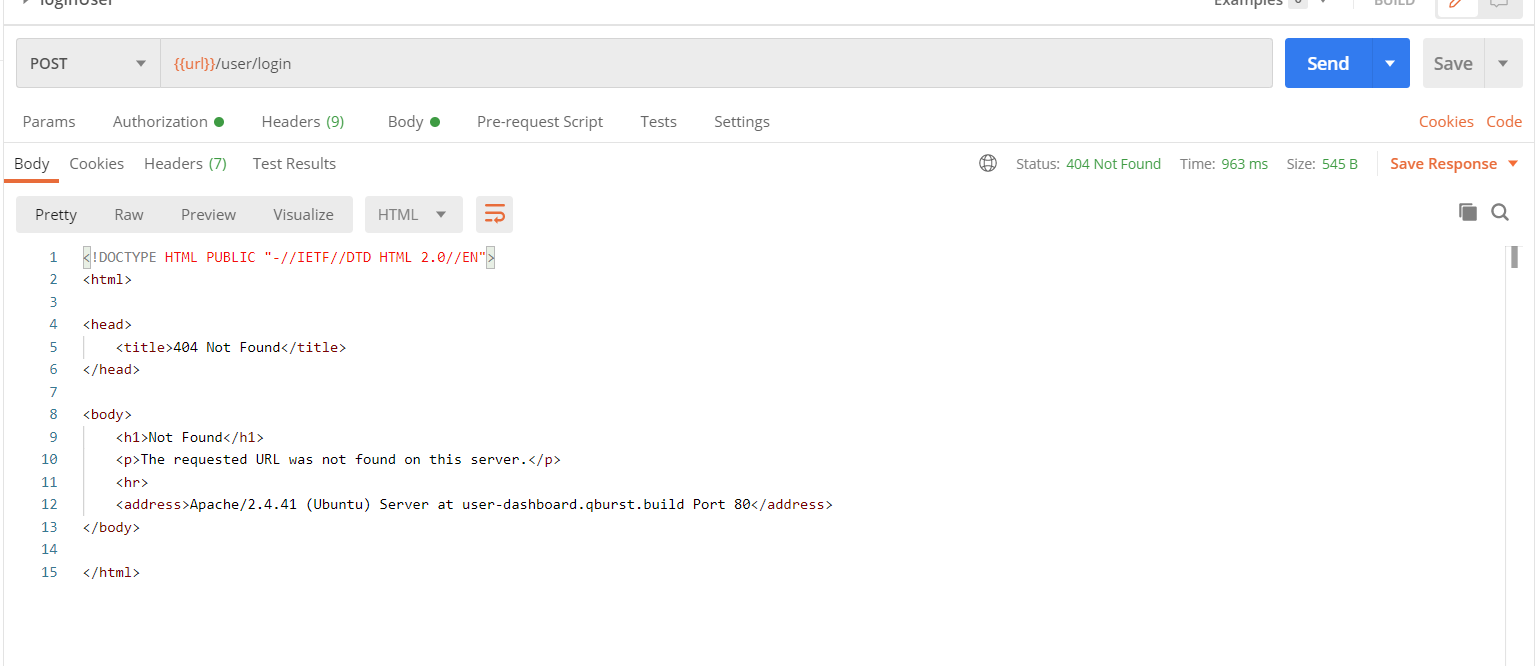 loginUser Examples 0 BUILD
POST {{url}}/user/login Send Save
Params Authorization Headers (9) Body Pre-request Script Tests Settings Cookies Code
Body Cookies Headers (7) Test Results Status: 404 Not Found Time: 963 ms Size: 545 B Save Response
Pretty Raw Preview Visualize HTML
1 <!DOCTYPE HTML PUBLIC "-//IETF//DTD HTML 2.0//EN">
2 <html>
3
4 <head>
5     <title>404 Not Found</title>
6 </head>
7
8 <body>
9     <h1>Not Found</h1>
10     <p>The requested URL was not found on this server.</p>
11     <hr>
12     <address>Apache/2.4.41 (Ubuntu) Server at user-dashboard.qburst.build Port 80</address>
13 </body>
14
15 </html>